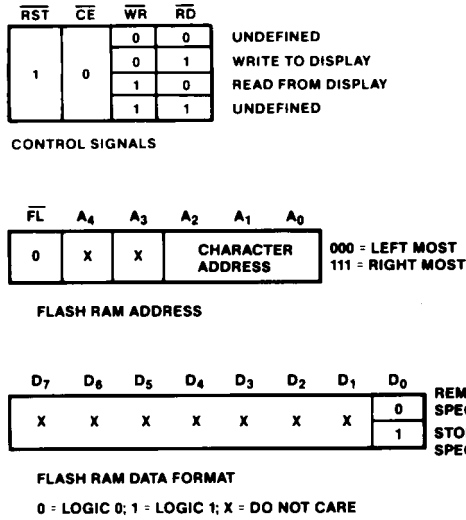 RST CE WR RD
0 0 UNDEFINED
0 1 WRITE TO DISPLAY
1 0
1 0 READ FROM DISPLAY
1 1 UNDEFINED
CONTROL SIGNALS
FL A4 A3 A2 A1 A0
0 X X CHARACTER ADDRESS
000 = LEFT MOST
111 = RIGHT MOST
FLASH RAM ADDRESS
D7 D6 D5 D4 D3 D2 D1 D0
X X X X X X X
0
1
FLASH RAM DATA FORMAT
0 = LOGIC 0; 1 = LOGIC 1; X = DO NOT CARE